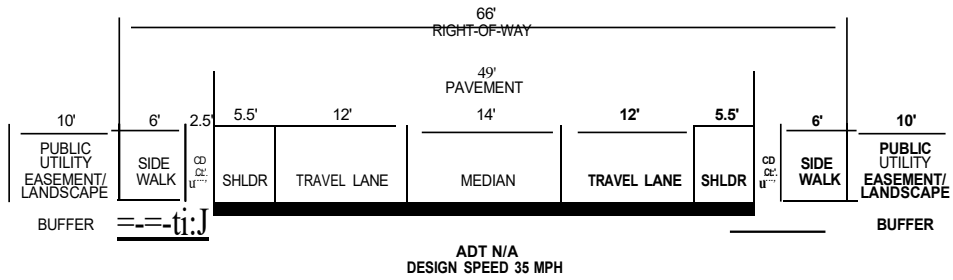 66'
RIGHT-OF-WAY
49'
PAVEMENT
10' 6' 2.5' 5.5' 12' 14' 12' 5.5' 6' 10'
PUBLIC UTILITY EASEMENT/ LANDSCAPE BUFFER
SIDE WALK
SHLDR
TRAVEL LANE
MEDIAN
TRAVEL LANE
SHLDR
SIDE WALK
PUBLIC UTILITY EASEMENT/ LANDSCAPE BUFFER
=-=-ti:J
ADT N/A
DESIGN SPEED 35 MPH